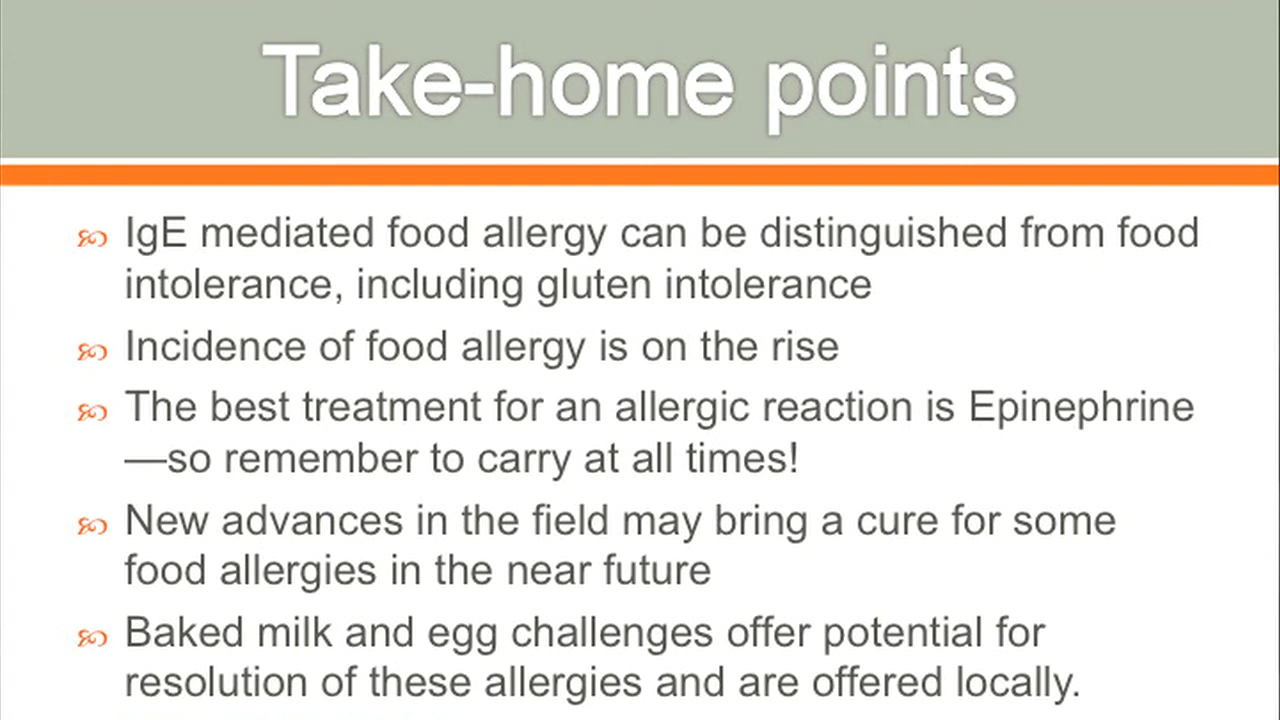 Take-home points
IgE mediated food allergy can be distinguished from food
intolerance, including gluten intolerance
Incidence of food allergy is on the rise
The best treatment for an allergic reaction is Epinephrine
—so remember to carry at all times!
New advances in the field may bring a cure for some
food allergies in the near future
Baked milk and egg challenges offer potential for
resolution of these allergies and are offered locally.